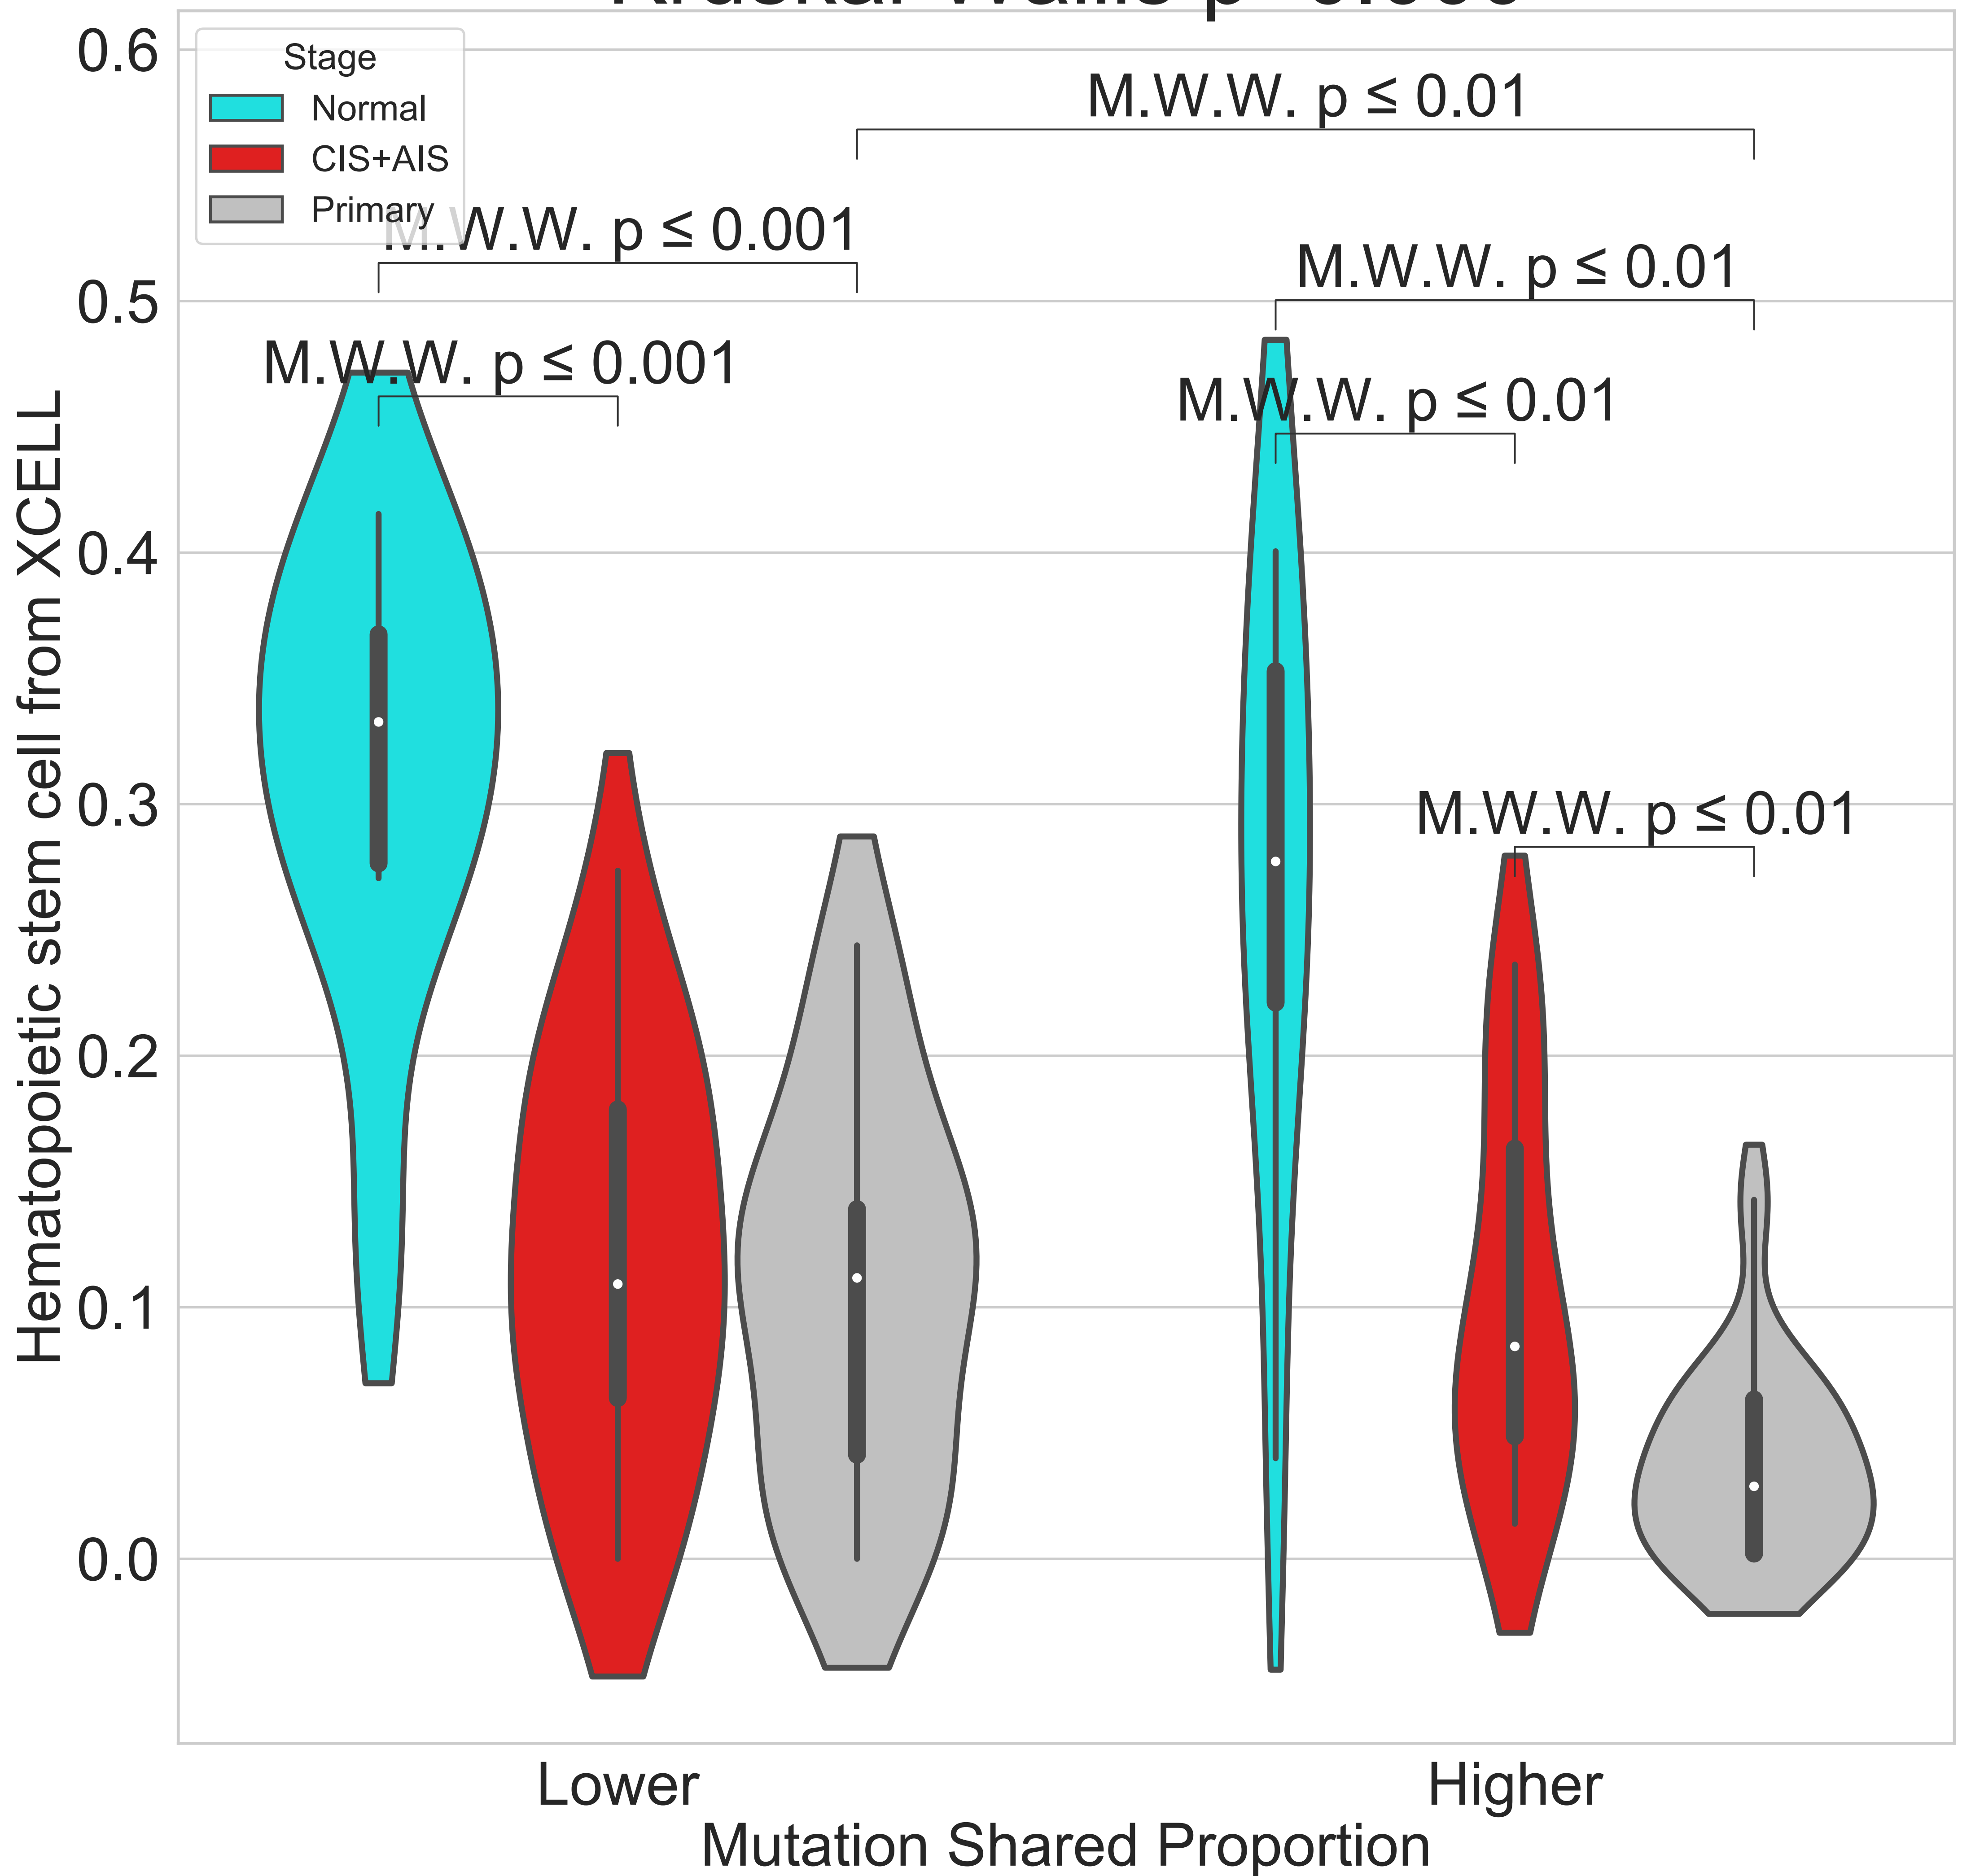 Stage
Normal
CIS+AIS
Primary
M.W.W. p ≤ 0.01
M.W.W. p ≤ 0.001
M.W.W. p ≤ 0.01
M.W.W. p ≤ 0.001
M.W.W. p ≤ 0.01
M.W.W. p ≤ 0.01
Hematopoietic stem cell from XCELL
0.6
0.5
0.4
0.3
0.2
0.1
0.0
Lower
Higher
Mutation Shared Proportion